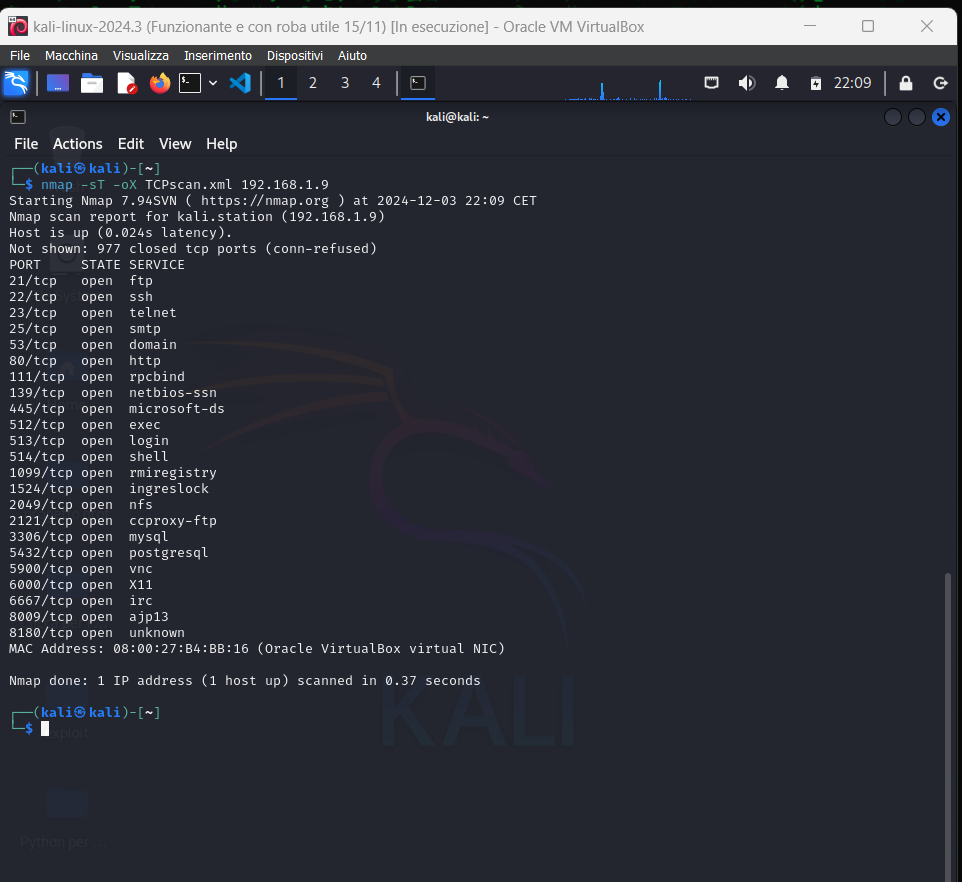 kali-linux-2024.3 (Funzionante e con roba utile 15/11) [In esecuzione] - Oracle VM VirtualBox
File Macchina Visualizza Inserimento Dispositivi Aiuto
1 2 3 4 22:09
kali@kali: ~
File Actions Edit View Help
┌──(kali㉿kali)-[~]
└─$ nmap -sT -oX TCPscan.xml 192.168.1.9
Starting Nmap 7.94SVN ( https://nmap.org ) at 2024-12-03 22:09 CET
Nmap scan report for kali.station (192.168.1.9)
Host is up (0.024s latency).
Not shown: 977 closed tcp ports (conn-refused)
PORT     STATE SERVICE
21/tcp   open  ftp
22/tcp   open  ssh
23/tcp   open  telnet
25/tcp   open  smtp
53/tcp   open  domain
80/tcp   open  http
111/tcp  open  rpcbind
139/tcp  open  netbios-ssn
445/tcp  open  microsoft-ds
512/tcp  open  exec
513/tcp  open  login
514/tcp  open  shell
1099/tcp open  rmiregistry
1524/tcp open  ingreslock
2049/tcp open  nfs
2121/tcp open  ccproxy-ftp
3306/tcp open  mysql
5432/tcp open  postgresql
5900/tcp open  vnc
6000/tcp open  X11
6667/tcp open  irc
8009/tcp open  ajp13
8180/tcp open  unknown
MAC Address: 08:00:27:B4:BB:16 (Oracle VirtualBox virtual NIC)
Nmap done: 1 IP address (1 host up) scanned in 0.37 seconds
┌──(kali㉿kali)-[~]
└─$
KALI
Python per ...